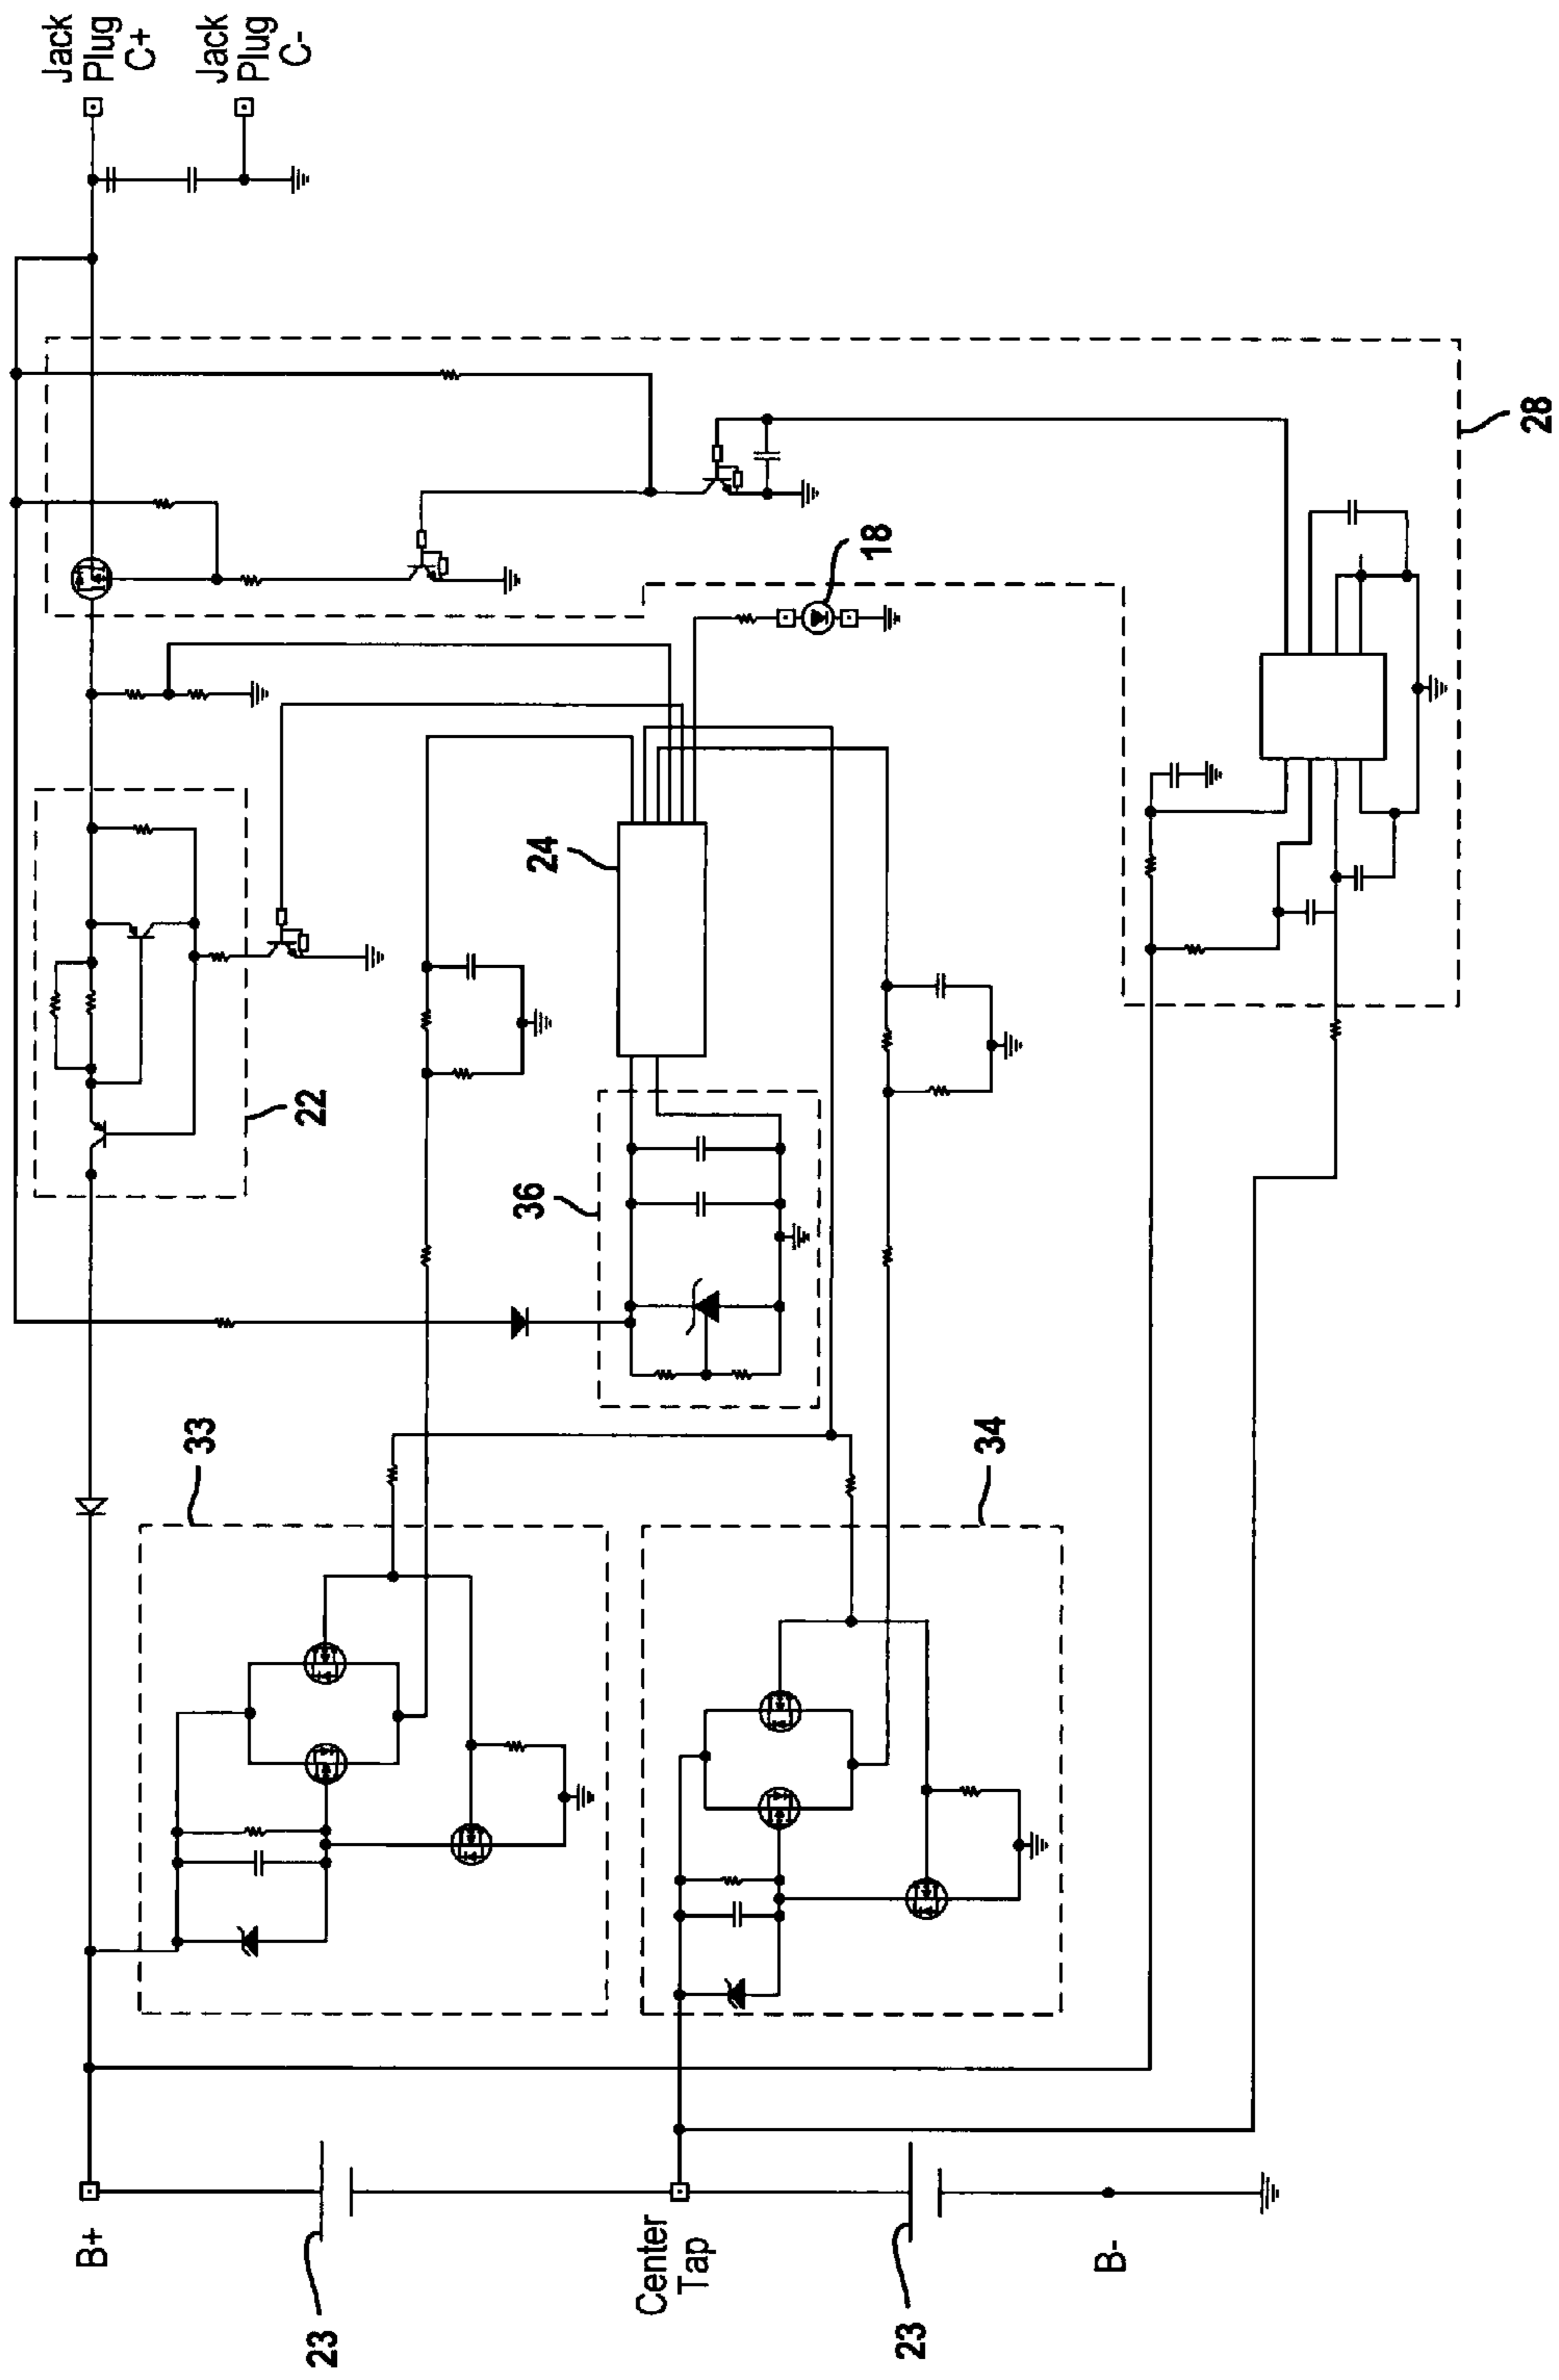 Jack
Plug
C+
Jack
Plug
C-
28
18
24
22
36
33
34
B+
23
Center
Tap
23
B-